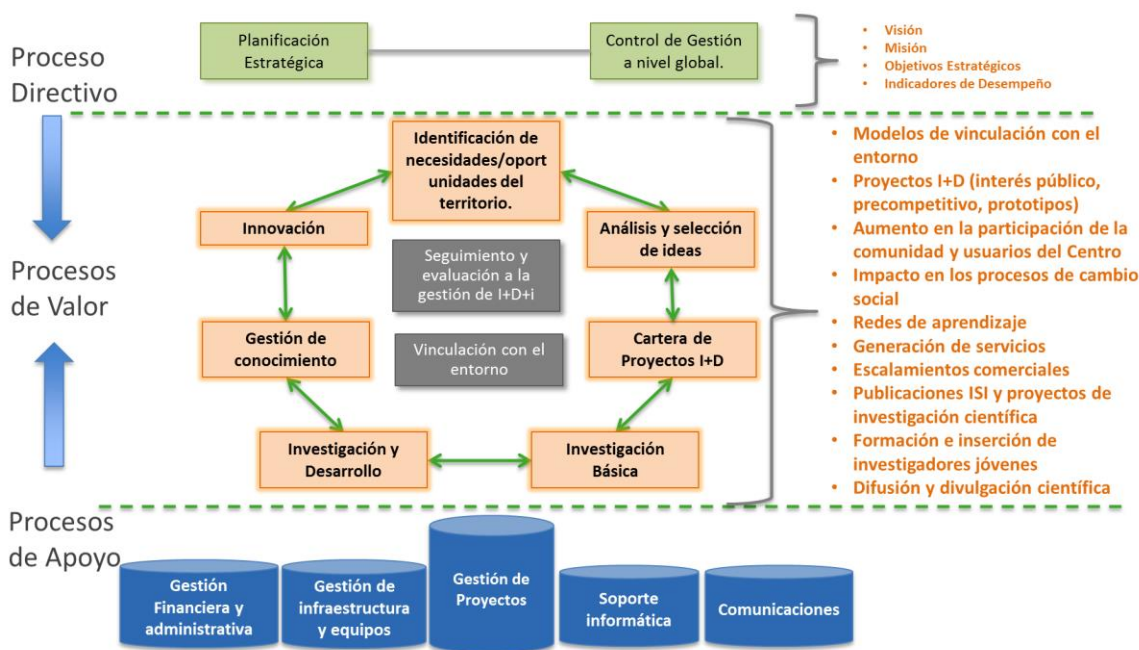 Proceso
Directivo
Planificación
Estratégica
Control de Gestión
a nivel global.
• Visión
• Misión
• Objetivos Estratégicos
• Indicadores de Desempeño
Procesos
de Valor
Identificación de
necesidades/oport
unidades del
territorio.
Innovación
Análisis y selección
de ideas
Seguimiento y
evaluación a la
gestión de I+D+i
Gestión de
conocimiento
Vinculación con el
entorno
Cartera de
Proyectos I+D
Investigación y
Desarrollo
Investigación
Básica
• Modelos de vinculación con el
entorno
• Proyectos I+D (interés público,
precompetitivo, prototipos)
• Aumento en la participación de la
comunidad y usuarios del Centro
• Impacto en los procesos de cambio
social
• Redes de aprendizaje
• Generación de servicios
• Escalamientos comerciales
• Publicaciones ISI y proyectos de
investigación científica
• Formación e inserción de
investigadores jóvenes
• Difusión y divulgación científica
Procesos
de Apoyo
Gestión
Financiera y
administrativa
Gestión de
infraestructura
y equipos
Gestión de
Proyectos
Soporte
informática
Comunicaciones